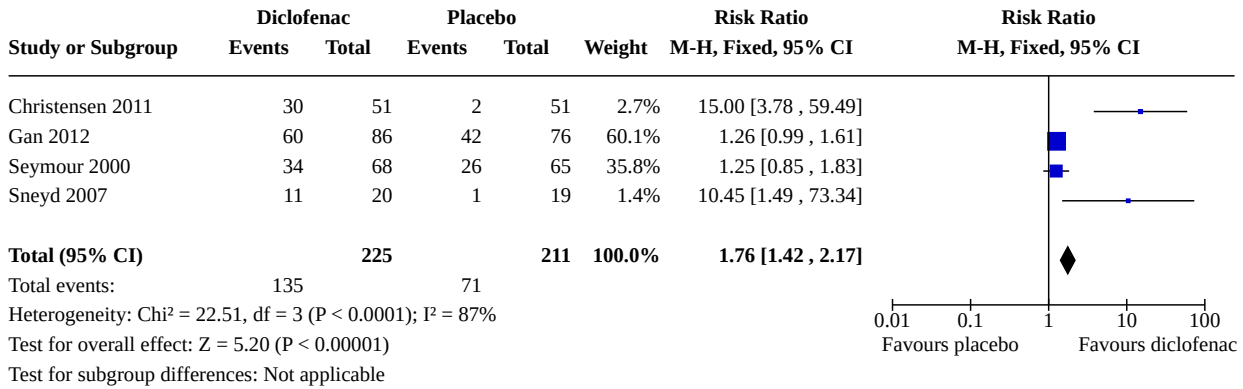 Diclofenac Placebo Risk Ratio Risk Ratio
Study or Subgroup Events Total Events Total Weight M-H, Fixed, 95% CI M-H, Fixed, 95% CI
Christensen 2011 30 51 2 51 2.7% 15.00 [3.78 , 59.49]
Gan 2012 60 86 42 76 60.1% 1.26 [0.99 , 1.61]
Seymour 2000 34 68 26 65 35.8% 1.25 [0.85 , 1.83]
Sneyd 2007 11 20 1 19 1.4% 10.45 [1.49 , 73.34]
Total (95% CI) 225 211 100.0% 1.76 [1.42 , 2.17]
Total events: 135 71
Heterogeneity: Chi² = 22.51, df = 3 (P < 0.0001); I² = 87%
Test for overall effect: Z = 5.20 (P < 0.00001)
Test for subgroup differences: Not applicable
0.01 0.1 1 10 100
Favours placebo Favours diclofenac